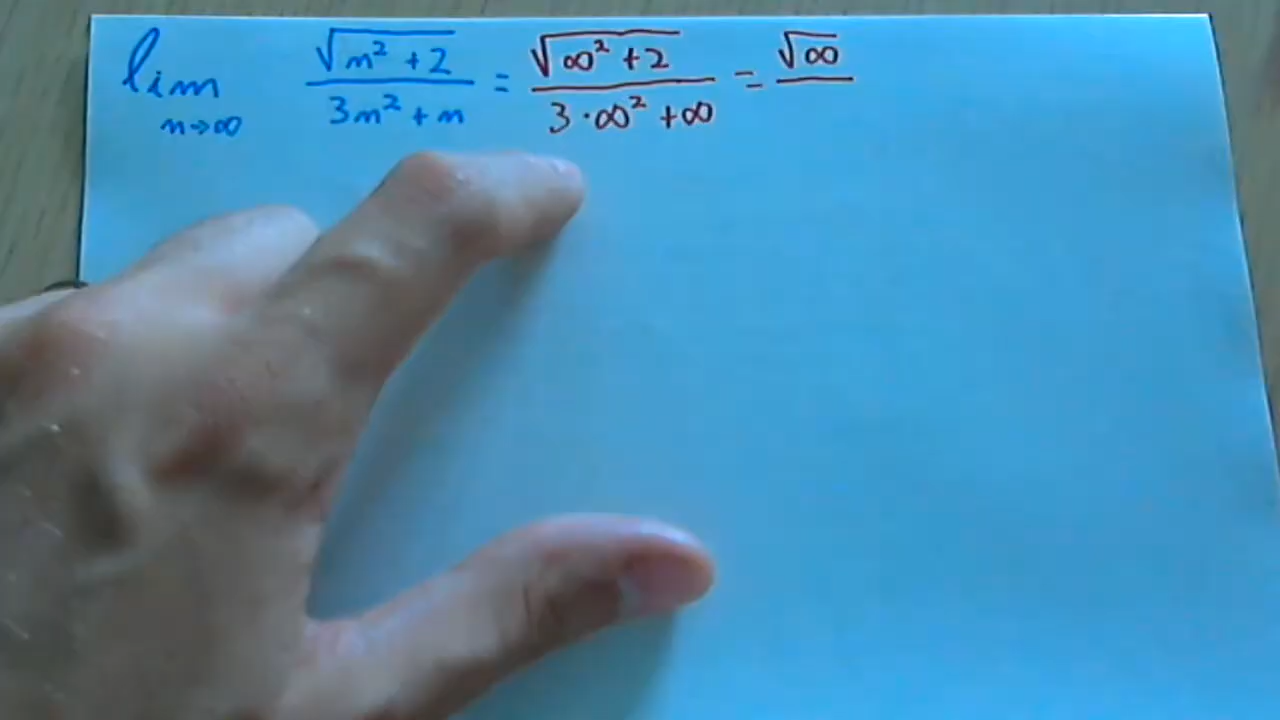 lim n→∞ √(n² + 2) / (3n² + n) = √(∞² + 2) / (3 · ∞² + ∞) = √∞